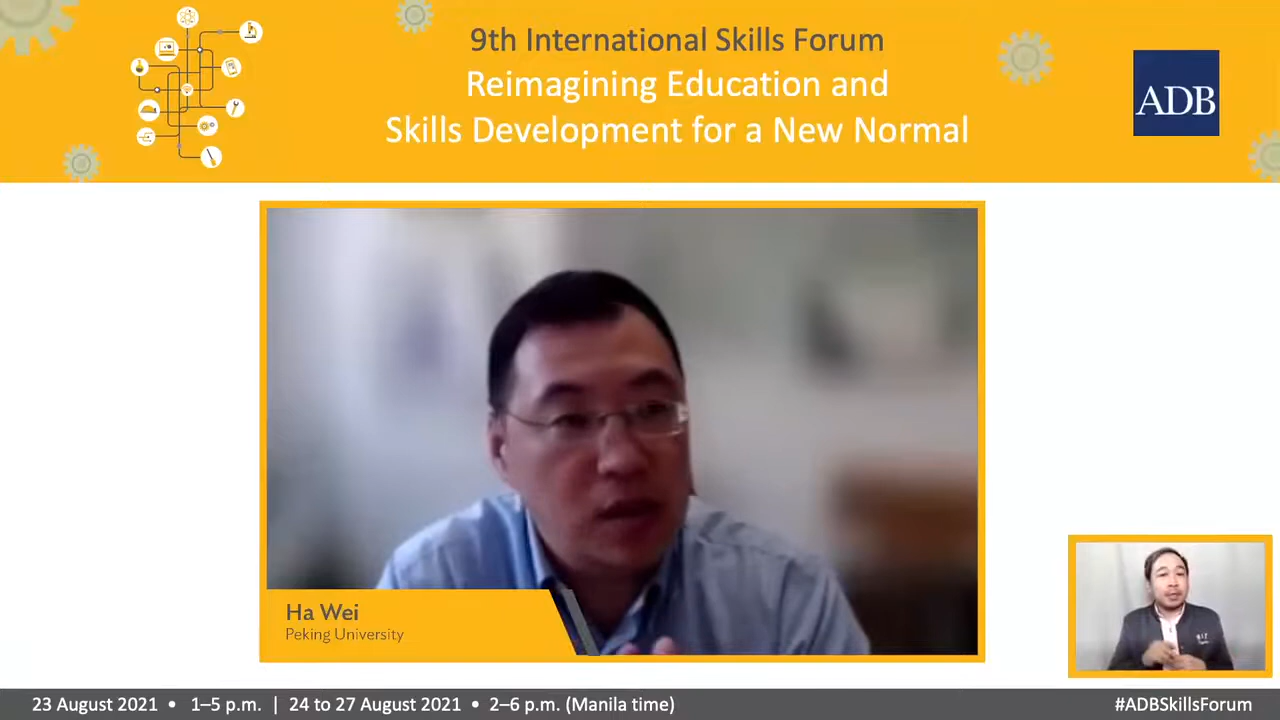 9th International Skills Forum
Reimagining Education and
Skills Development for a New Normal
ADB
Ha Wei
Peking University
23 August 2021 • 1–5 p.m. | 24 to 27 August 2021 • 2–6 p.m. (Manila time)
#ADBSkillsForum